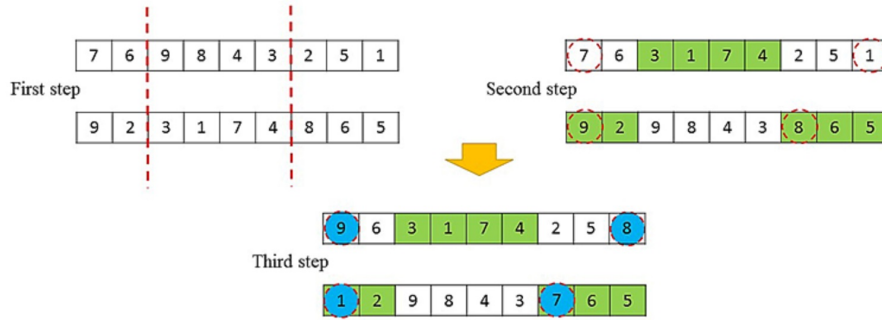 7 6 9 8 4 3 2 5 1
First step
9 2 3 1 7 4 8 6 5
7 6 3 1 7 4 2 5 1
Second step
9 2 9 8 4 3 8 6 5
9 6 3 1 7 4 2 5 8
Third step
1 2 9 8 4 3 7 6 5